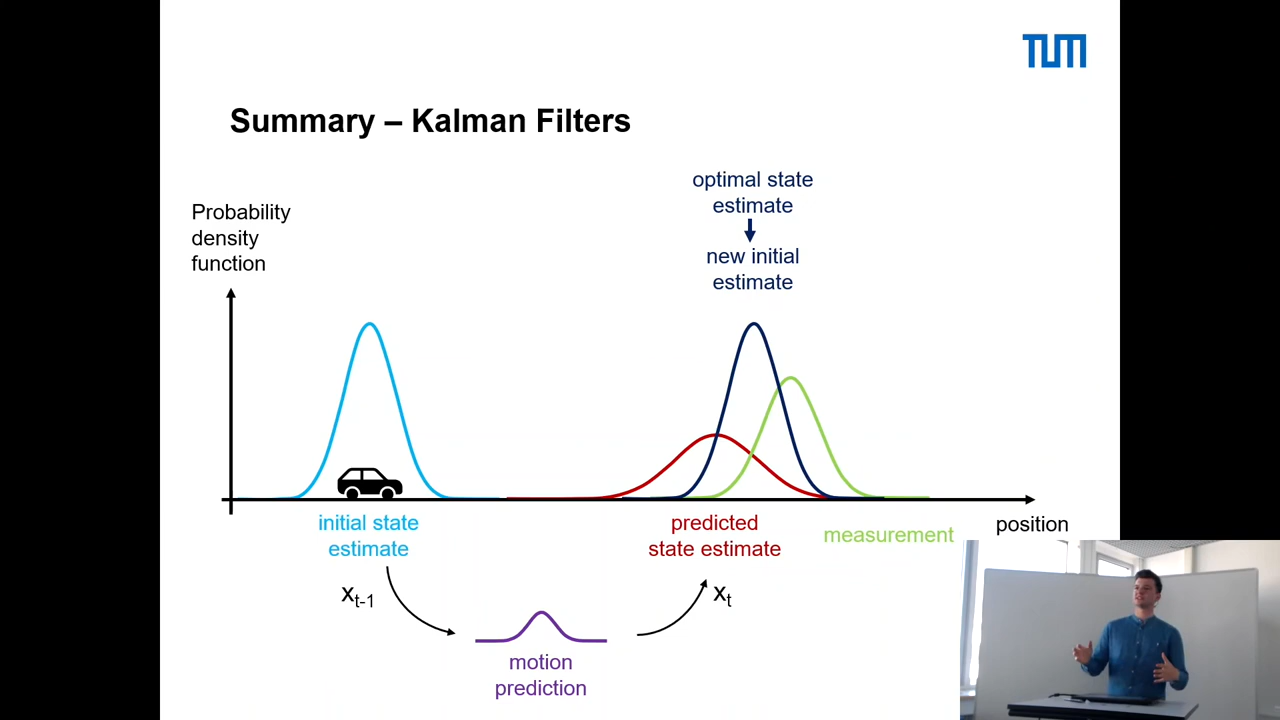 TUM
Summary – Kalman Filters
optimal state
estimate
new initial
estimate
Probability
density
function
initial state
estimate
predicted
state estimate
measurement
position
xt-1
xt
motion
prediction